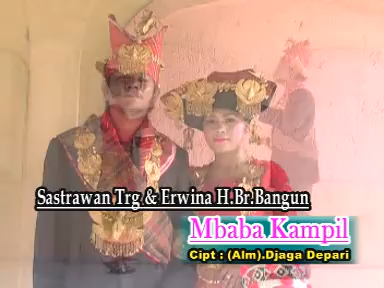 Sastrawan Trg & Erwina H.Br.Bangun
Mbaba Kampil
Cipt : (Alm).Djaga Depari